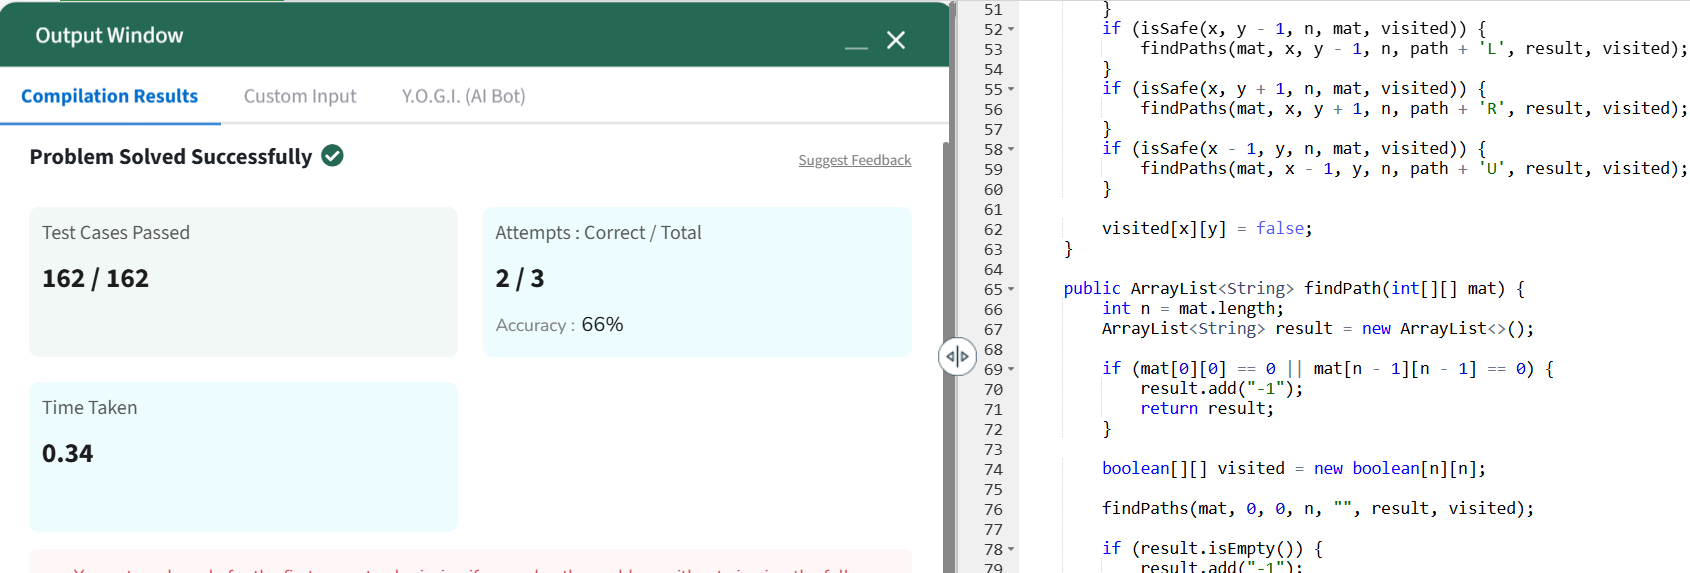 Output Window
Compilation Results Custom Input Y.O.G.I. (AI Bot)
Problem Solved Successfully
Suggest Feedback
Test Cases Passed
162 / 162
Attempts : Correct / Total
2 / 3
Accuracy : 66%
Time Taken
0.34
51 }
52 if (isSafe(x, y - 1, n, mat, visited)) {
53 findPaths(mat, x, y - 1, n, path + 'L', result, visited);
54 }
55 if (isSafe(x, y + 1, n, mat, visited)) {
56 findPaths(mat, x, y + 1, n, path + 'R', result, visited);
57 }
58 if (isSafe(x - 1, y, n, mat, visited)) {
59 findPaths(mat, x - 1, y, n, path + 'U', result, visited);
60 }
61
62 visited[x][y] = false;
63 }
64
65 public ArrayList<String> findPath(int[][] mat) {
66 int n = mat.length;
67 ArrayList<String> result = new ArrayList<>();
68
69 if (mat[0][0] == 0 || mat[n - 1][n - 1] == 0) {
70 result.add("-1");
71 return result;
72 }
73
74 boolean[][] visited = new boolean[n][n];
75
76 findPaths(mat, 0, 0, n, "", result, visited);
77
78 if (result.isEmpty()) {
79 result.add("-1");